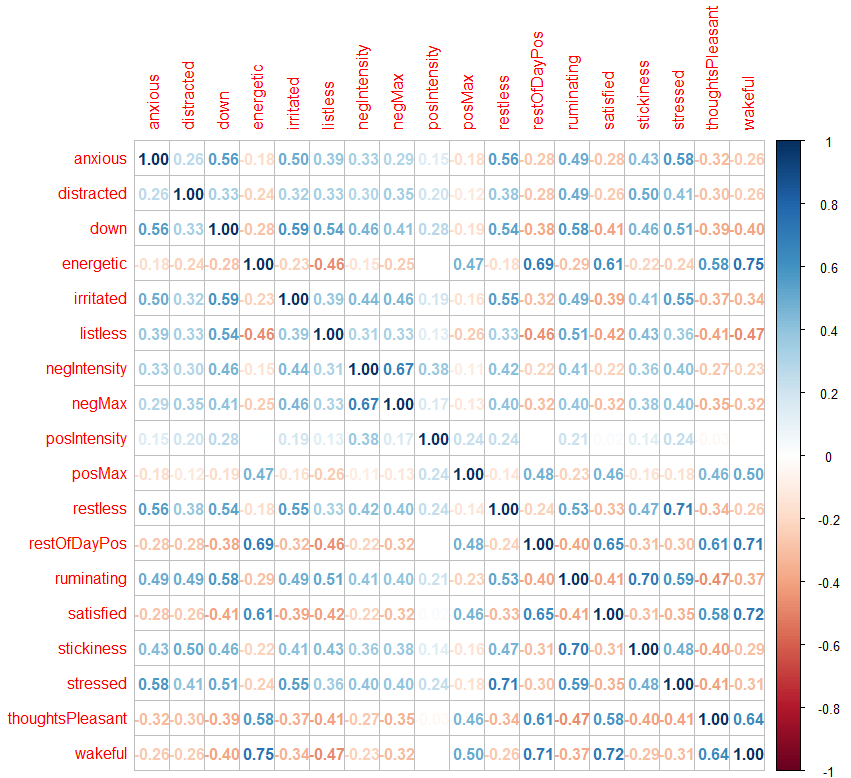 anxious distracted down energetic irritated listless negIntensity negMax posIntensity posMax restless restOfDayPos ruminating satisfied stickiness stressed thoughtsPleasant wakeful
anxious 1.00 0.26 0.56 -0.18 0.50 0.39 0.33 0.29 0.15 -0.18 0.56 -0.28 0.49 -0.28 0.43 0.58 -0.32 -0.26
1
distracted 0.26 1.00 0.33 -0.24 0.32 0.33 0.30 0.35 0.20 -0.12 0.38 -0.28 0.49 -0.26 0.50 0.41 -0.30 -0.26
0.8
down 0.56 0.33 1.00 -0.28 0.59 0.54 0.46 0.41 0.28 -0.19 0.54 -0.38 0.58 -0.41 0.46 0.51 -0.39 -0.40
energetic -0.18 -0.24 -0.28 1.00 -0.23 -0.46 -0.15 -0.25 0.47 -0.18 0.69 -0.29 0.61 -0.22 -0.24 0.58 0.75
0.6
irritated 0.50 0.32 0.59 -0.23 1.00 0.39 0.44 0.46 0.19 -0.16 0.55 -0.32 0.49 -0.39 0.41 0.55 -0.37 -0.34
0.4
listless 0.39 0.33 0.54 -0.46 0.39 1.00 0.31 0.33 0.13 -0.26 0.33 -0.46 0.51 -0.42 0.43 0.36 -0.41 -0.47
negIntensity 0.33 0.30 0.46 -0.15 0.44 0.31 1.00 0.67 0.38 -0.11 0.42 -0.22 0.41 -0.22 0.36 0.40 -0.27 -0.23
0.2
negMax 0.29 0.35 0.41 -0.25 0.46 0.33 0.67 1.00 0.17 -0.13 0.40 -0.32 0.40 -0.32 0.38 0.40 -0.35 -0.32
posIntensity 0.15 0.20 0.28 0.19 0.13 0.38 0.17 1.00 0.24 0.24 0.21 0.14 0.24
0
posMax -0.18 -0.12 -0.19 0.47 -0.16 -0.26 -0.11 -0.13 0.24 1.00 -0.14 0.48 -0.23 0.46 -0.16 -0.18 0.46 0.50
restless 0.56 0.38 0.54 -0.18 0.55 0.33 0.42 0.40 0.24 -0.14 1.00 -0.24 0.53 -0.33 0.47 0.71 -0.34 -0.26
-0.2
restOfDayPos -0.28 -0.28 -0.38 0.69 -0.32 -0.46 -0.22 -0.32 0.48 -0.24 1.00 -0.40 0.65 -0.31 -0.30 0.61 0.71
ruminating 0.49 0.49 0.58 -0.29 0.49 0.51 0.41 0.40 0.21 -0.23 0.53 -0.40 1.00 -0.41 0.70 0.59 -0.47 -0.37
-0.4
satisfied -0.28 -0.26 -0.41 0.61 -0.39 -0.42 -0.22 -0.32 0.46 -0.33 0.65 -0.41 1.00 -0.31 -0.35 0.58 0.72
stickiness 0.43 0.50 0.46 -0.22 0.41 0.43 0.36 0.38 0.14 -0.16 0.47 -0.31 0.70 -0.31 1.00 0.48 -0.40 -0.29
-0.6
stressed 0.58 0.41 0.51 -0.24 0.55 0.36 0.40 0.40 0.24 -0.18 0.71 -0.30 0.59 -0.35 0.48 1.00 -0.41 -0.31
-0.8
thoughtsPleasant -0.32 -0.30 -0.39 0.58 -0.37 -0.41 -0.27 -0.35 0.46 -0.34 0.61 -0.47 0.58 -0.40 -0.41 1.00 0.64
wakeful -0.26 -0.26 -0.40 0.75 -0.34 -0.47 -0.23 -0.32 0.50 -0.26 0.71 -0.37 0.72 -0.29 -0.31 0.64 1.00
-1